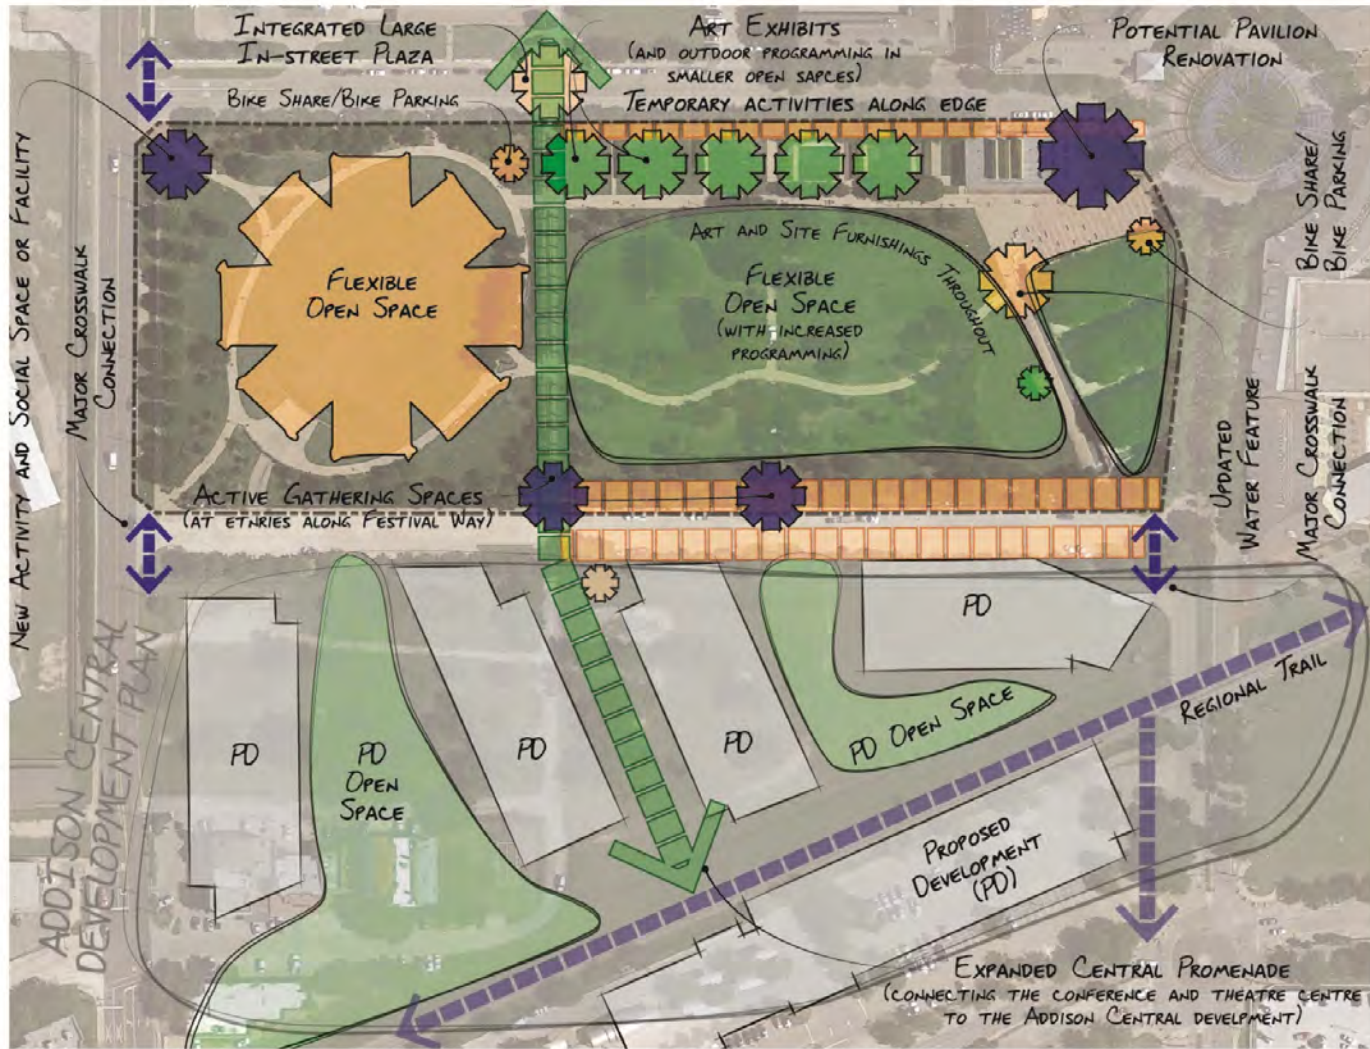 Integrated Large
In-street Plaza
Art Exhibits
(and outdoor programming in
smaller open sapces)
Potential Pavilion
Renovation
Bike Share/Bike Parking
Temporary activities along edge
New Activity and Social Space or Facility
Major Crosswalk
Connection
Bike Share/
Bike Parking
Flexible
Open Space
Art and Site Furnishings Throughout
Flexible
Open Space
(with increased
programming)
Updated
Water Feature
Major Crosswalk
Connection
Active Gathering Spaces
(at etnries along Festival Way)
Addison Central
Development Plan
PD
PD
Open
Space
PD
PD
PD
PD Open Space
Regional Trail
Proposed
Development
(PD)
Expanded Central Promenade
(connecting the conference and theatre centre
to the Addison Central develpment)